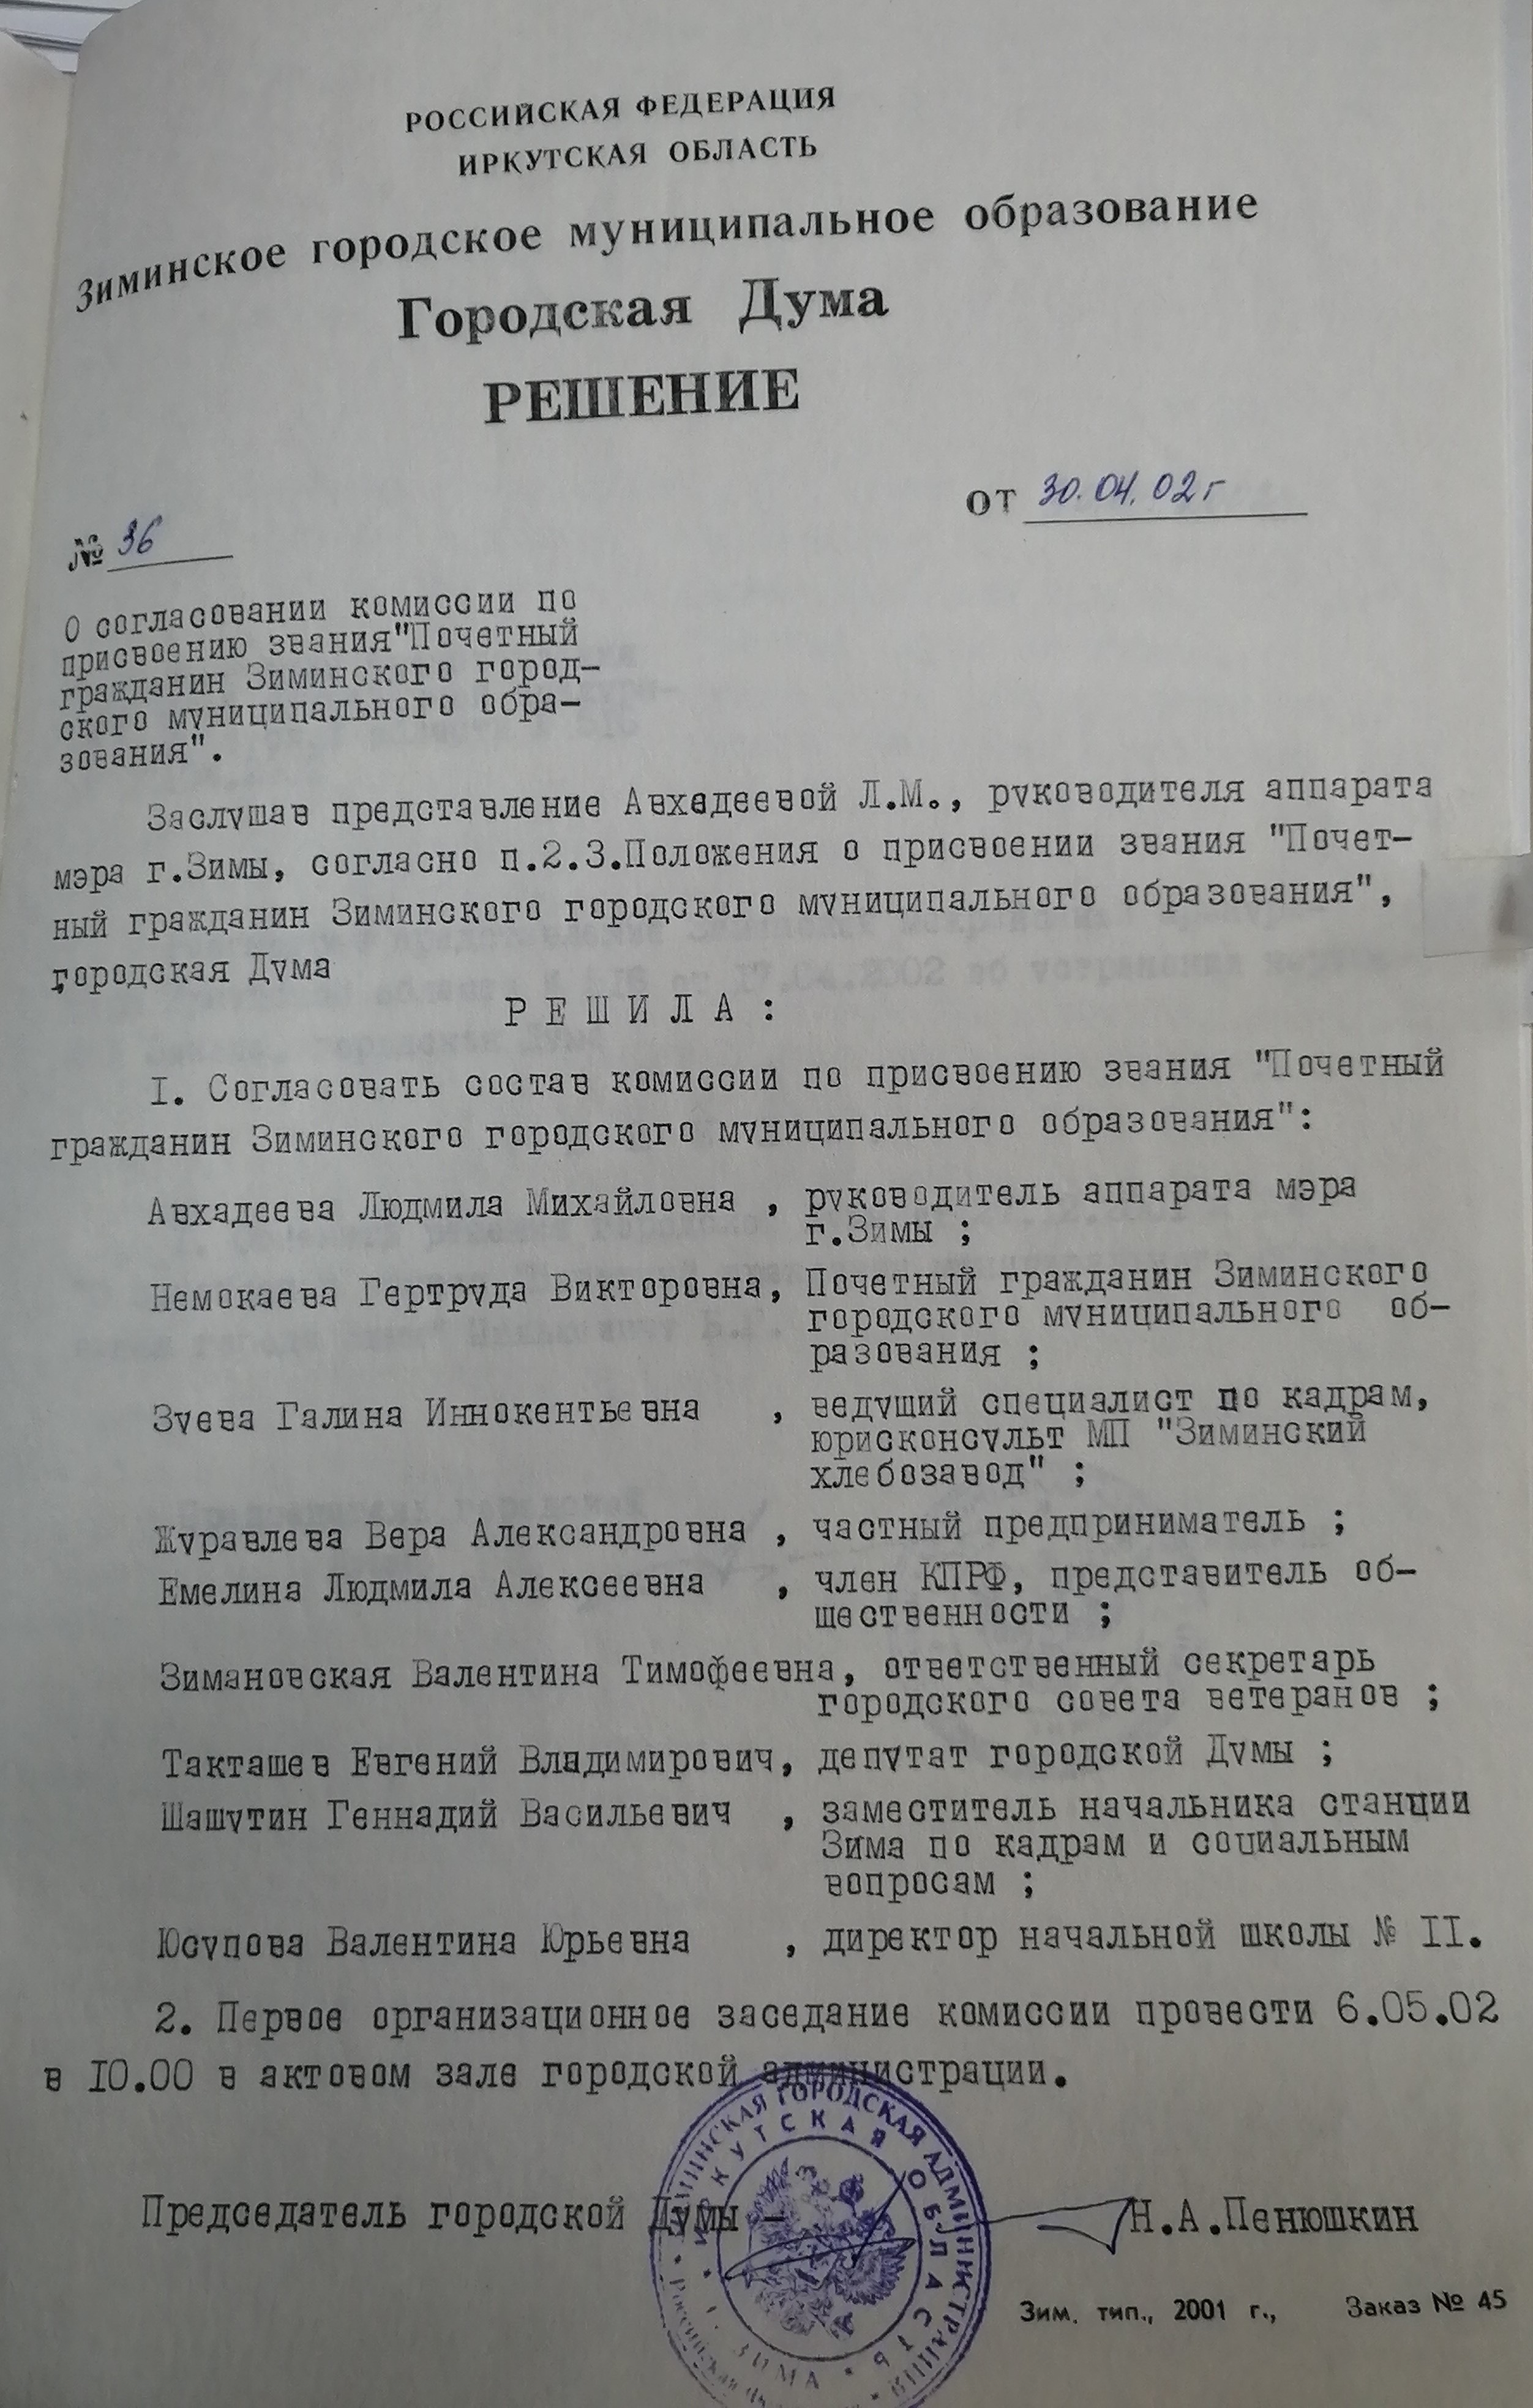 РОССИЙСКАЯ ФЕДЕРАЦИЯ
ИРКУТСКАЯ ОБЛАСТЬ
Зиминское городское муниципальное образование
Городская Дума
РЕШЕНИЕ
от 30.04.02г
№ 36
О согласовании комиссии по
присвоению звания"Почетный
гражданин Зиминского город-
ского муниципального обра-
зования".
Заслушав представление Авхадеевой Л.М., руководителя аппарата
мэра г.Зимы, согласно п.2.3.Положения о присвоении звания "Почет-
ный гражданин Зиминского городского муниципального образования",
городская Дума
Р Е Ш И Л А :
I. Согласовать состав комиссии по присвоению звания "Почетный
гражданин Зиминского городского муниципального образования":
Авхадеева Людмила Михайловна , руководитель аппарата мэра
г.Зимы ;
Немокаева Гертруда Викторовна, Почетный гражданин Зиминского
городского муниципального об-
разования ;
Зуева Галина Иннокентьевна , ведущий специалист по кадрам,
юрисконсульт МП "Зиминский
хлебозавод" ;
Журавлева Вера Александровна , частный предприниматель ;
Емелина Людмила Алексеевна , член КПРФ, представитель об-
щественности ;
Зимановская Валентина Тимофеевна, ответственный секретарь
городского совета ветеранов ;
Такташев Евгений Владимирович, депутат городской Думы ;
Шашутин Геннадий Васильевич , заместитель начальника станции
Зима по кадрам и социальным
вопросам ;
Юсупова Валентина Юрьевна , директор начальной школы № II.
2. Первое организационное заседание комиссии провести 6.05.02
в I0.00 в актовом зале городской администрации.
ЗИМИНСКАЯ ГОРОДСКАЯ АДМИНИСТРАЦИЯ
ИРКУТСКАЯ ОБЛАСТЬ
г. ЗИМА
Председатель городской Думы – Н.А.Пенюшкин
Зим. тип., 2001 г., Заказ № 45